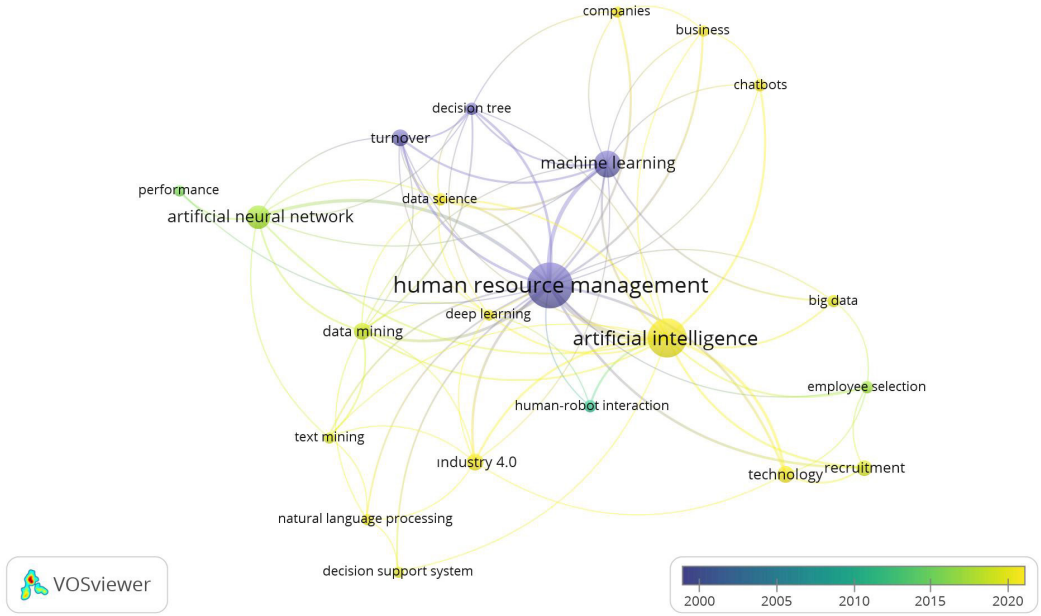 companies
business
chatbots
decision tree
turnover
machine learning
performance
data science
artificial neural network
human resource management
big data
deep learning
data mining
artificial intelligence
employee selection
human-robot interaction
text mining
ındustry 4.0
recruitment
technology
natural language processing
decision support system
VOSviewer
2000 2005 2010 2015 2020